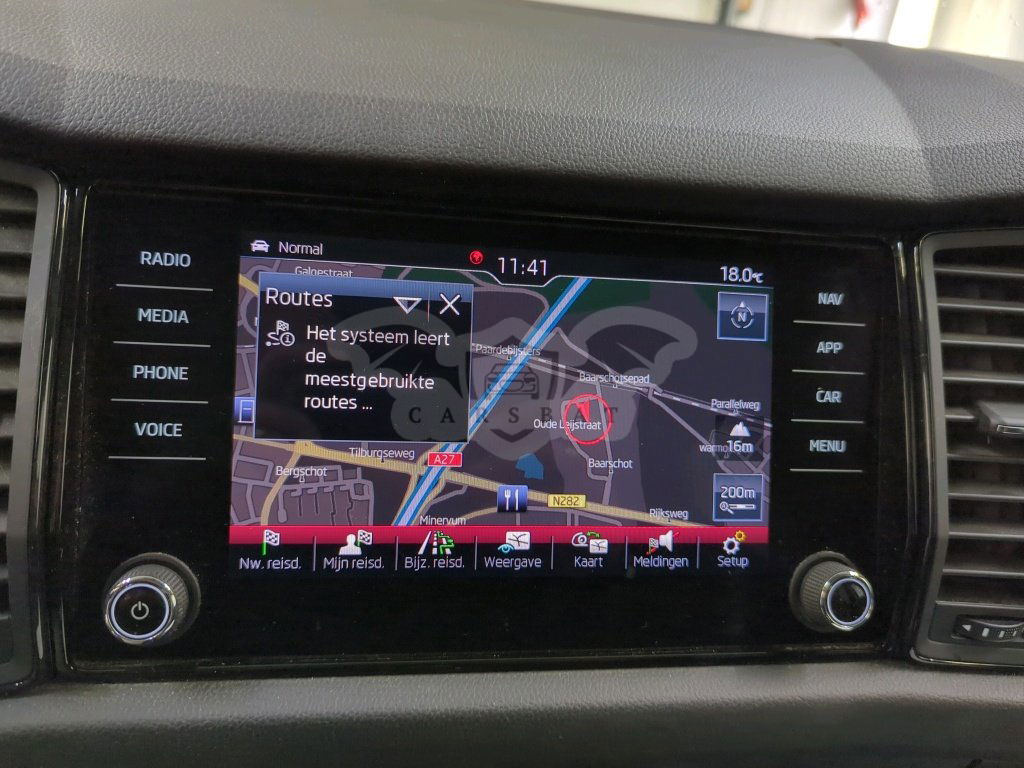 RADIO
MEDIA
PHONE
VOICE
Normal
11:41
18.0°C
Galgestraat
Routes
Het systeem leert
de
meestgebruikte
routes ...
N
Paardebijsters
Baarschotsepad
Parallelweg
CARSBAT
Oude Leijstraat
16m
Tilburgseweg
A27
Bergschot
Baarschot
200m
N282
Minervum
Rijksweg
Nw. reisd.
Mijn reisd.
Bijz. reisd.
Weergave
Kaart
Meldingen
Setup
NAV
APP
CAR
MENU